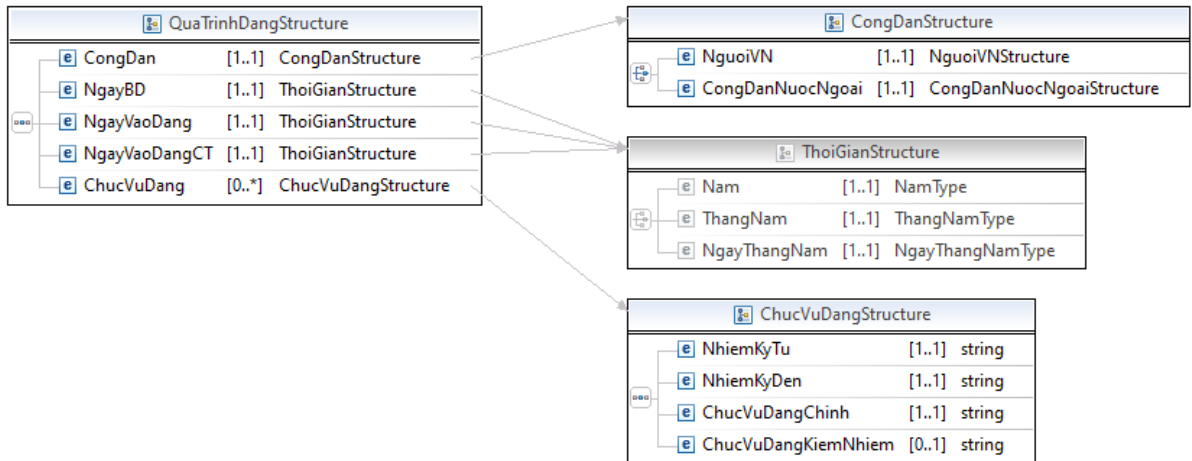 QuaTrinhDangStructure
CongDan [1..1] CongDanStructure
NgayBD [1..1] ThoiGianStructure
NgayVaoDang [1..1] ThoiGianStructure
NgayVaoDangCT [1..1] ThoiGianStructure
ChucVuDang [0..*] ChucVuDangStructure
CongDanStructure
NguoiVN [1..1] NguoiVNStructure
CongDanNuocNgoai [1..1] CongDanNuocNgoaiStructure
ThoiGianStructure
Nam [1..1] NamType
ThangNam [1..1] ThangNamType
NgayThangNam [1..1] NgayThangNamType
ChucVuDangStructure
NhiemKyTu [1..1] string
NhiemKyDen [1..1] string
ChucVuDangChinh [1..1] string
ChucVuDangKiemNhiem [0..1] string